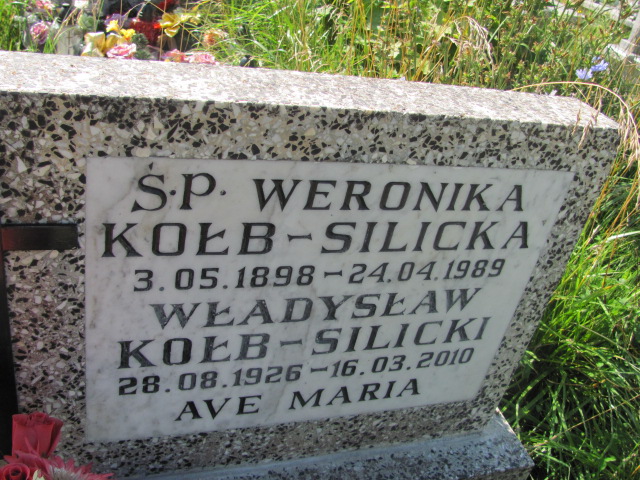 Ś.P. WERONIKA
KOŁB-SILICKA
3.05.1898-24.04.1989
WŁADYSŁAW
KOŁB-SILICKI
28.08.1926-16.03.2010
AVE MARIA